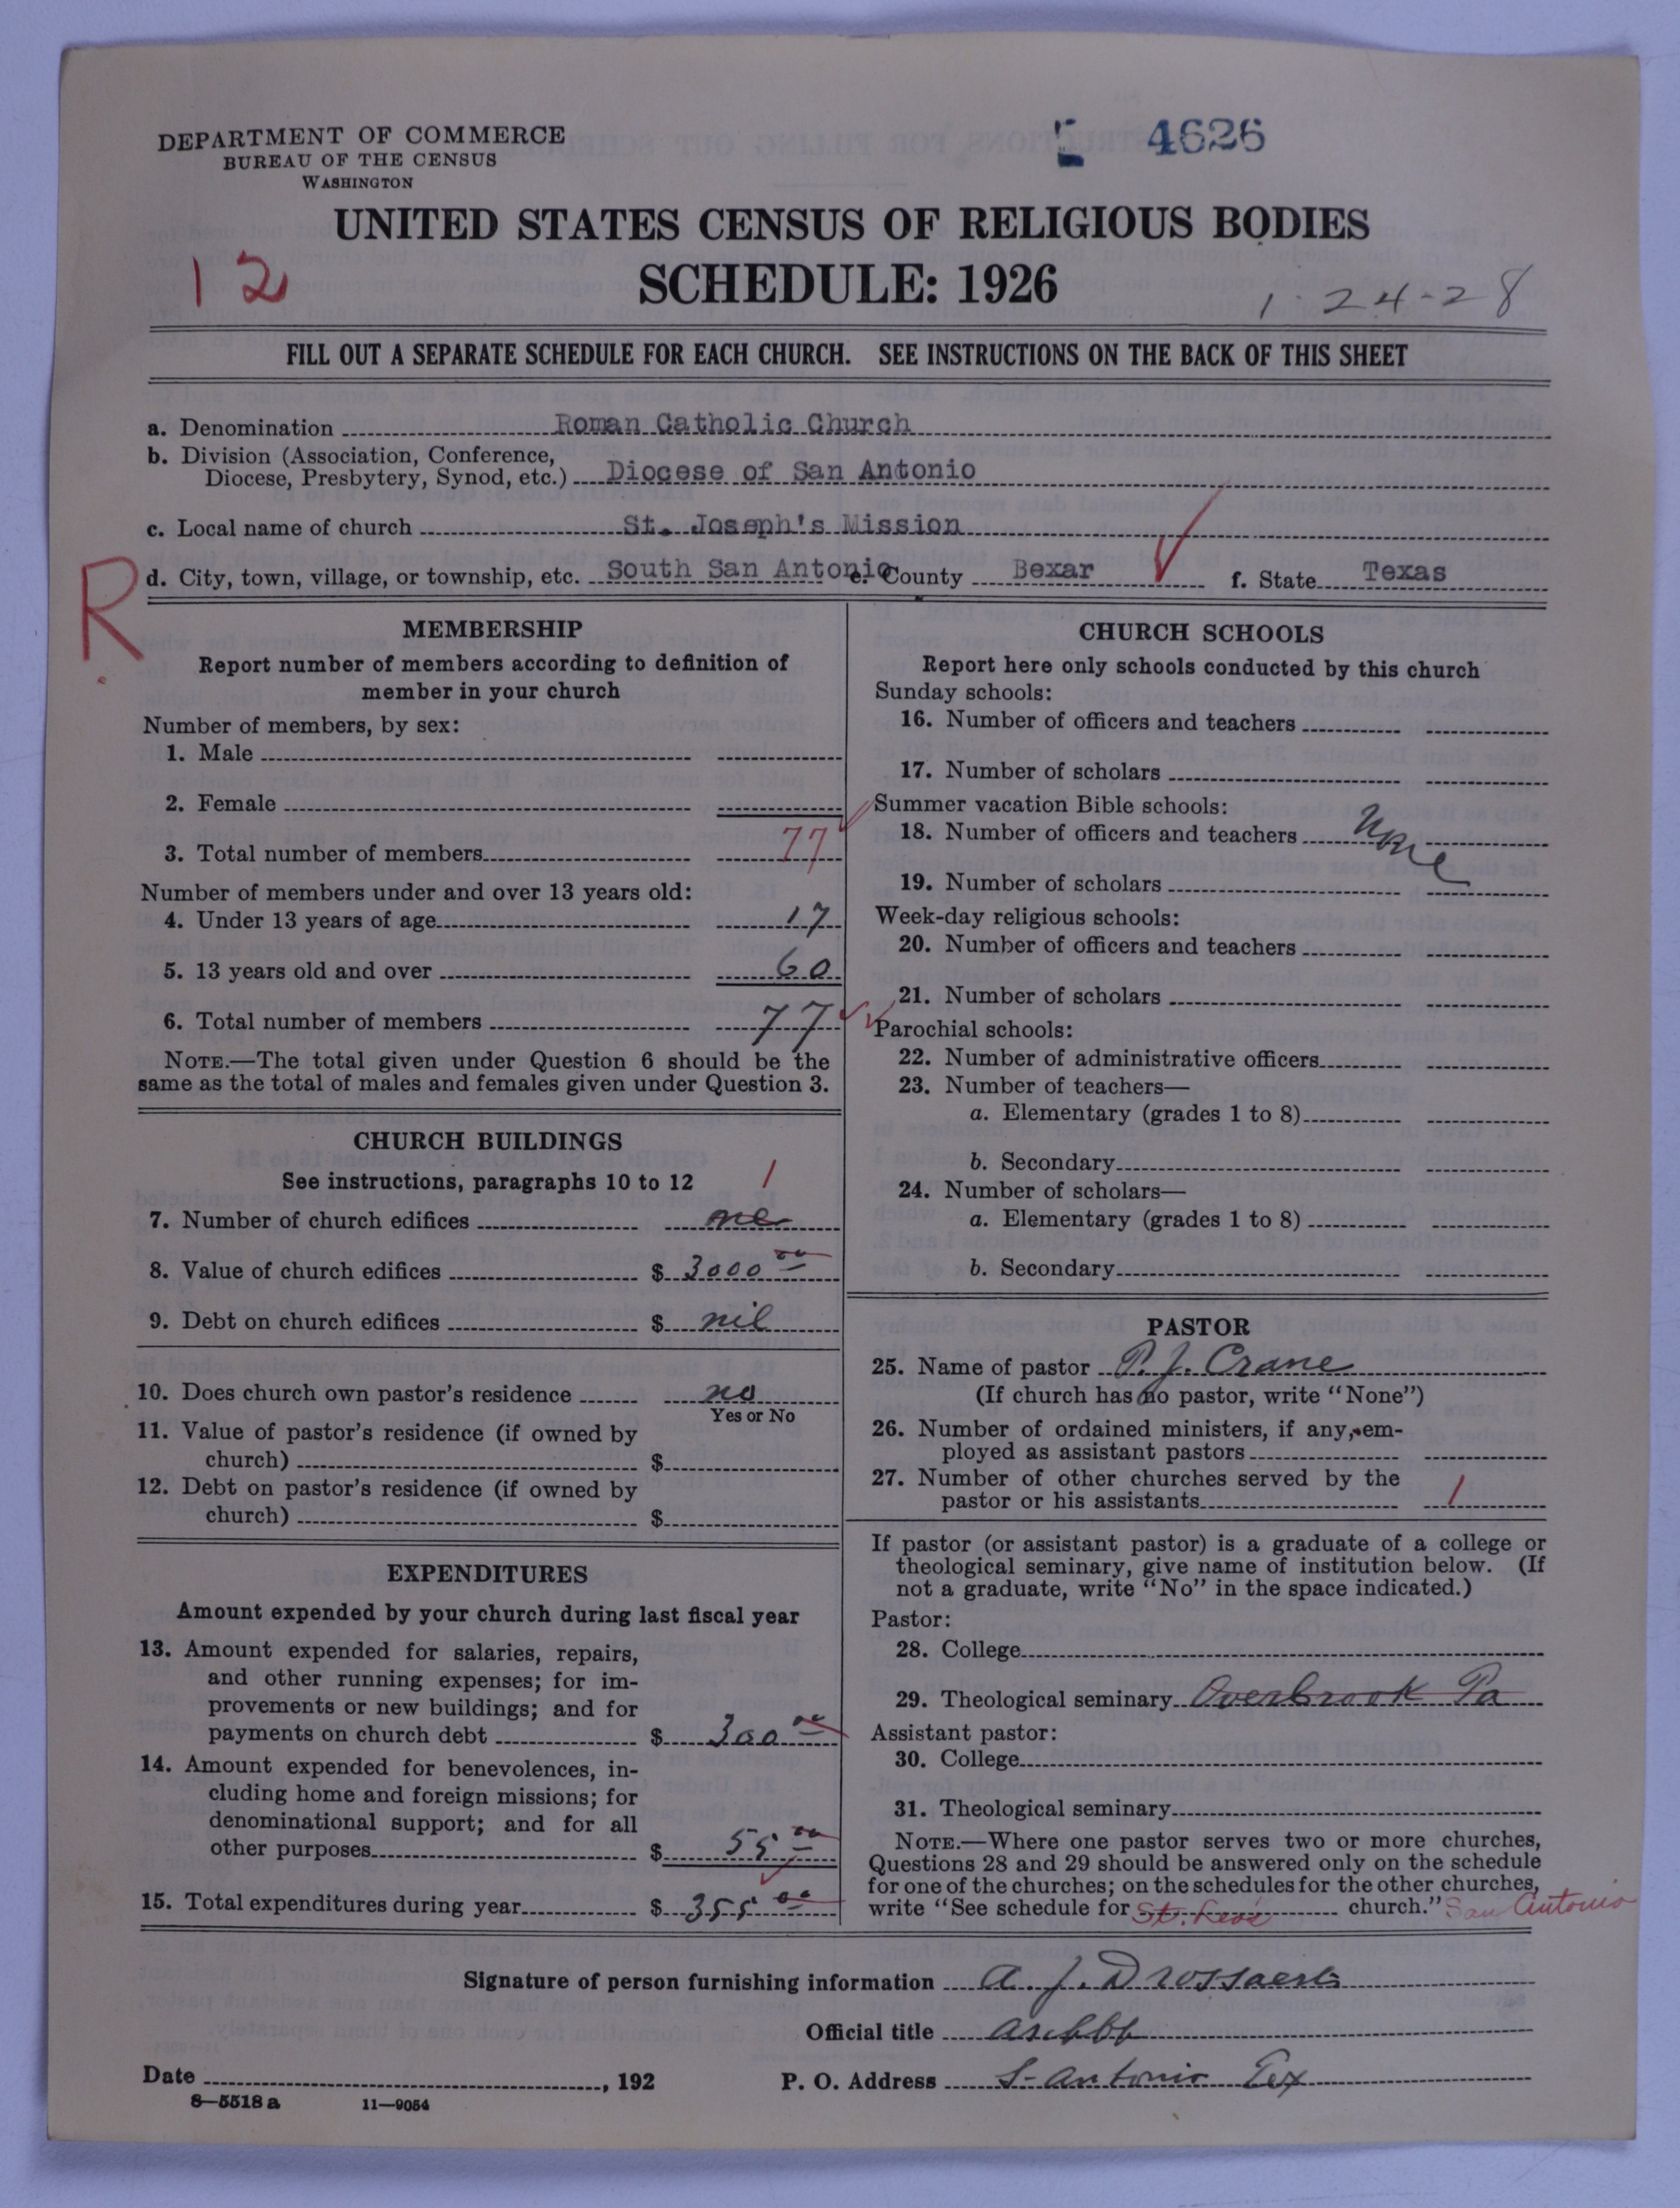 DEPARTMENT OF COMMERCE
BUREAU OF THE CENSUS
WASHINGTON
4626
UNITED STATES CENSUS OF RELIGIOUS BODIES
12
SCHEDULE: 1926
1-24-28
FILL OUT A SEPARATE SCHEDULE FOR EACH CHURCH. SEE INSTRUCTIONS ON THE BACK OF THIS SHEET
a. Denomination Roman Catholic Church
b. Division (Association, Conference,
Diocese, Presbytery, Synod, etc.) Diocese of San Antonio
c. Local name of church St. Joseph's Mission
R
d. City, town, village, or township, etc. South San Antonio e. County Bexar f. State Texas
MEMBERSHIP
Report number of members according to definition of
member in your church
Number of members, by sex:
1. Male
2. Female
3. Total number of members 77
Number of members under and over 13 years old:
4. Under 13 years of age 17
5. 13 years old and over 60
6. Total number of members 77
NOTE.—The total given under Question 6 should be the
same as the total of males and females given under Question 3.
CHURCH BUILDINGS
See instructions, paragraphs 10 to 12
1
7. Number of church edifices one
8. Value of church edifices $ 3000 00
9. Debt on church edifices $ nil
10. Does church own pastor's residence no
Yes or No
11. Value of pastor's residence (if owned by
church) $
12. Debt on pastor's residence (if owned by
church) $
EXPENDITURES
Amount expended by your church during last fiscal year
13. Amount expended for salaries, repairs,
and other running expenses; for im-
provements or new buildings; and for
payments on church debt $ 300 00
14. Amount expended for benevolences, in-
cluding home and foreign missions; for
denominational support; and for all
other purposes $ 55 00
15. Total expenditures during year $ 355 00
CHURCH SCHOOLS
Report here only schools conducted by this church
Sunday schools:
16. Number of officers and teachers
17. Number of scholars
Summer vacation Bible schools:
18. Number of officers and teachers None
19. Number of scholars
Week-day religious schools:
20. Number of officers and teachers
21. Number of scholars
Parochial schools:
22. Number of administrative officers
23. Number of teachers—
a. Elementary (grades 1 to 8)
b. Secondary
24. Number of scholars—
a. Elementary (grades 1 to 8)
b. Secondary
PASTOR
25. Name of pastor P. J. Crane
(If church has no pastor, write "None")
26. Number of ordained ministers, if any, em-
ployed as assistant pastors
27. Number of other churches served by the
pastor or his assistants 1
If pastor (or assistant pastor) is a graduate of a college or
theological seminary, give name of institution below. (If
not a graduate, write "No" in the space indicated.)
Pastor:
28. College
29. Theological seminary Overbrook Pa
Assistant pastor:
30. College
31. Theological seminary
NOTE.—Where one pastor serves two or more churches,
Questions 28 and 29 should be answered only on the schedule
for one of the churches; on the schedules for the other churches,
write "See schedule for St. Leo's church." San Antonio
Signature of person furnishing information A. J. Drossaerts
Official title
Date , 192
P. O. Address S- Antonio Tex
8—5518 a 11—9054